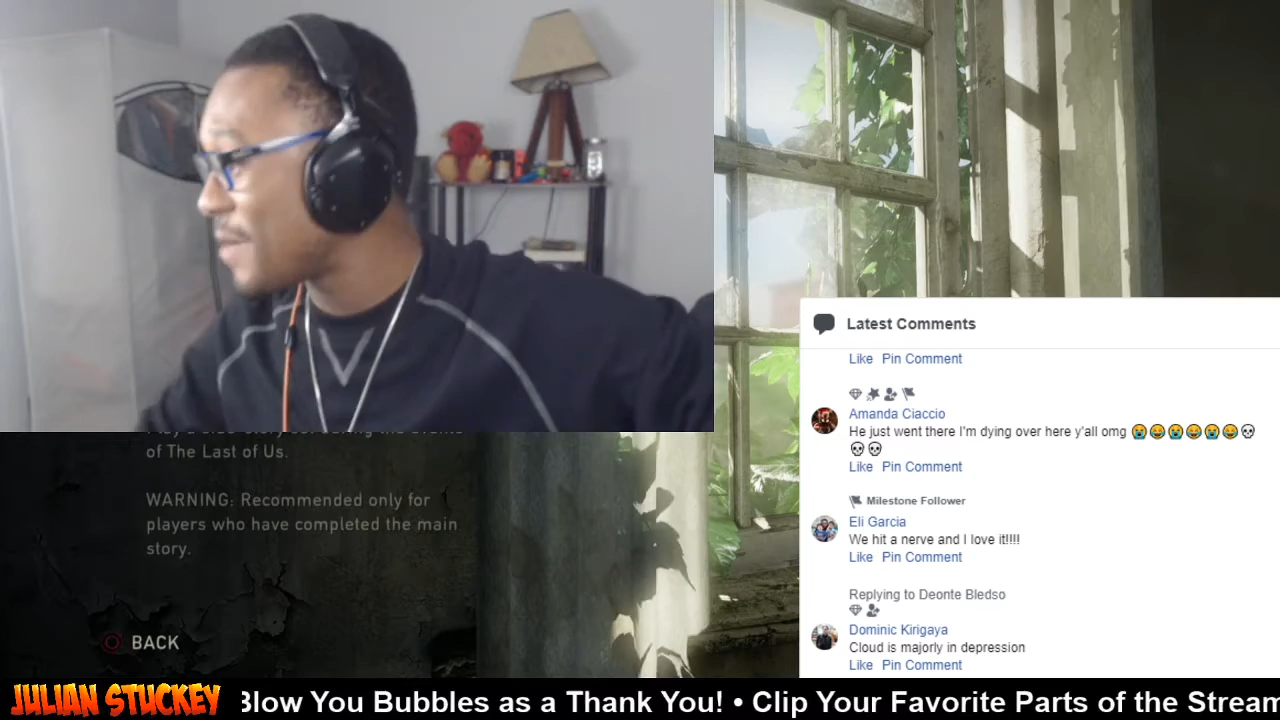 Latest Comments
Like Pin Comment
Amanda Ciaccio
He just went there I'm dying over here y'all omg 😭😂😭😂😭😂💀
💀💀
Like Pin Comment
Milestone Follower
Eli Garcia
We hit a nerve and I love it!!!!
Like Pin Comment
Replying to Deonte Bledso
Dominic Kirigaya
Cloud is majorly in depression
Like Pin Comment
of The Last of Us.
WARNING: Recommended only for
players who have completed the main
story.
BACK
JULIAN STUCKEY
Blow You Bubbles as a Thank You! • Clip Your Favorite Parts of the Stream